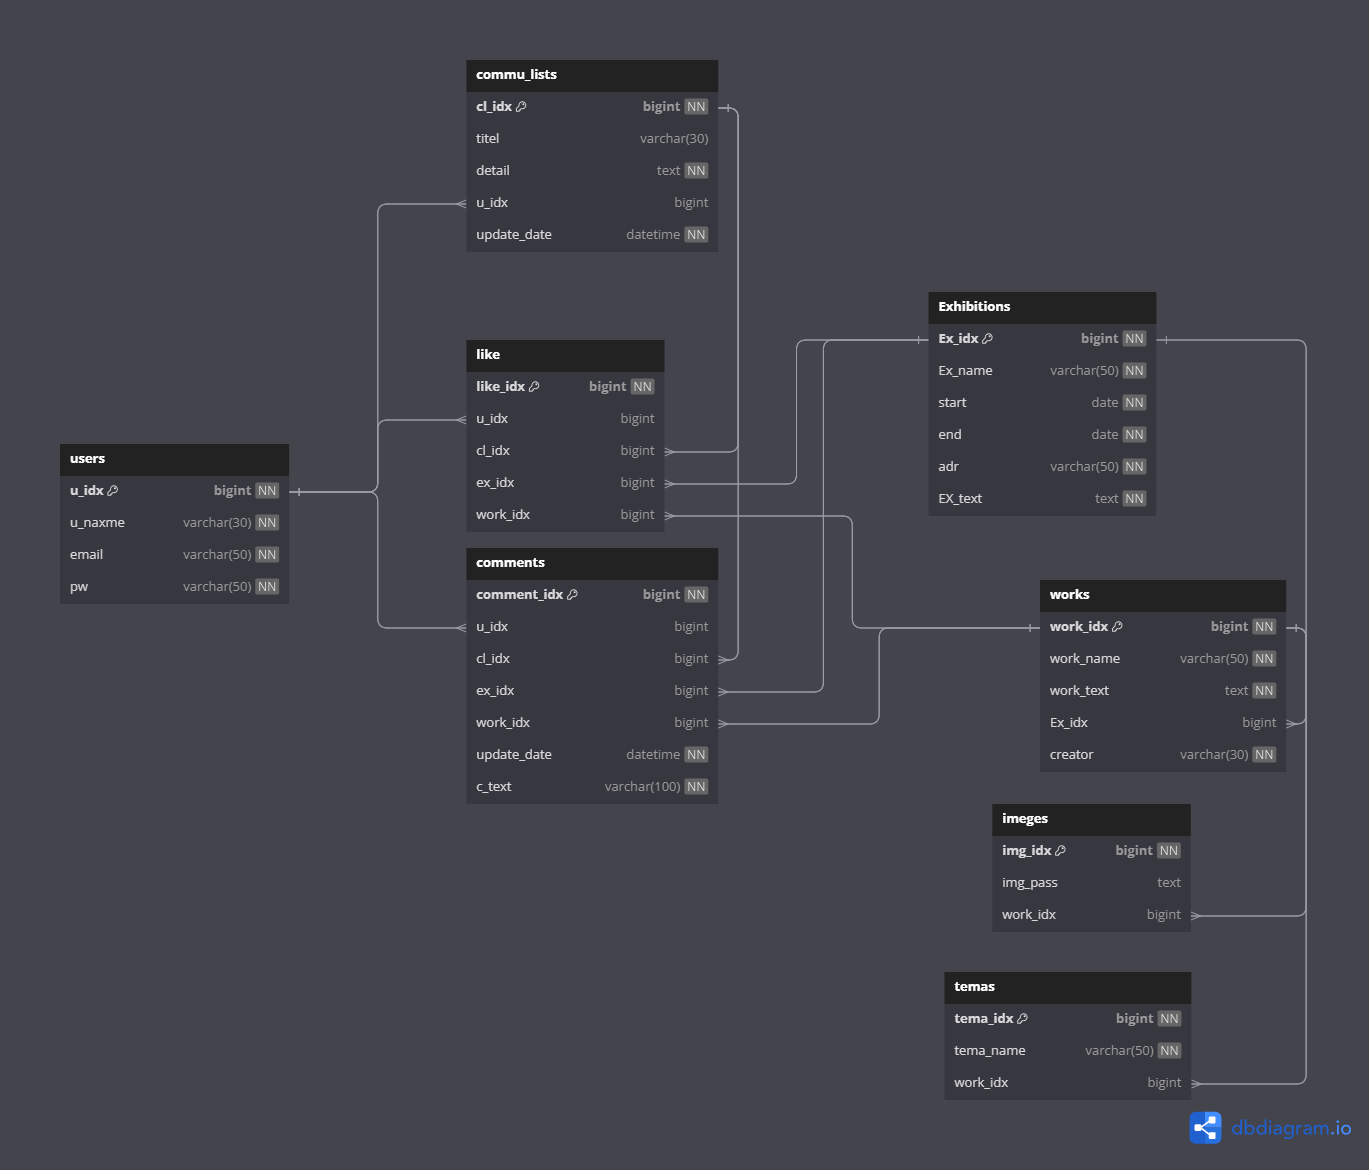 commu_lists
cl_idx bigint NN
titel varchar(30)
detail text NN
u_idx bigint
update_date datetime NN
like
like_idx bigint NN
u_idx bigint
cl_idx bigint
ex_idx bigint
work_idx bigint
users
u_idx bigint NN
u_naxme varchar(30) NN
email varchar(50) NN
pw varchar(50) NN
comments
comment_idx bigint NN
u_idx bigint
cl_idx bigint
ex_idx bigint
work_idx bigint
update_date datetime NN
c_text varchar(100) NN
Exhibitions
Ex_idx bigint NN
Ex_name varchar(50) NN
start date NN
end date NN
adr varchar(50) NN
EX_text text NN
works
work_idx bigint NN
work_name varchar(50) NN
work_text text NN
Ex_idx bigint
creator varchar(30) NN
imeges
img_idx bigint NN
img_pass text
work_idx bigint
temas
tema_idx bigint NN
tema_name varchar(50) NN
work_idx bigint
dbdiagram.io